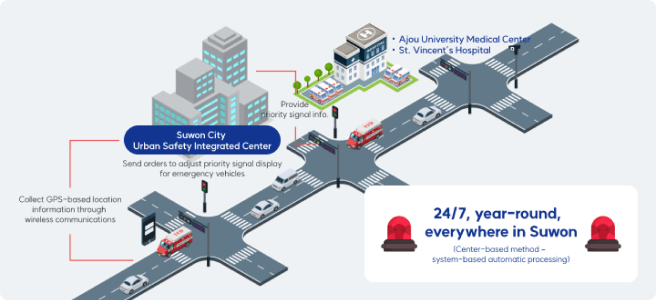 • Ajou University Medical Center
• St. Vincent's Hospital
Provide
priority signal info.
Suwon City
Urban Safety Integrated Center
Send orders to adjust priority signal display
for emergency vehicles
Collect GPS-based location
information through
wireless communications
24/7, year-round,
everywhere in Suwon
(Center-based method -
system-based automatic processing)